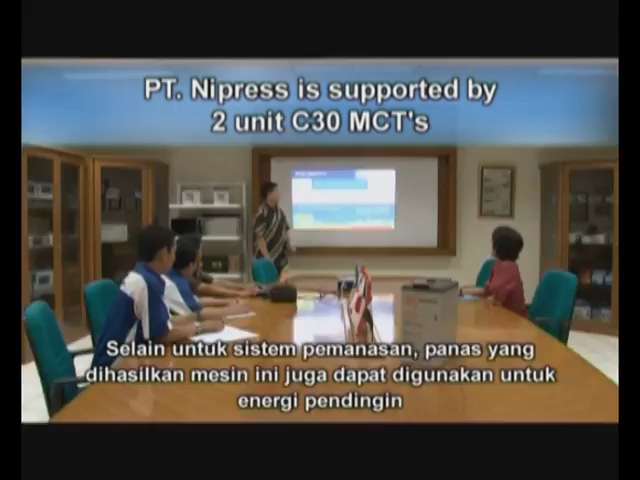 PT. Nipress is supported by
2 unit C30 MCT's
Selain untuk sistem pemanasan, panas yang
dihasilkan mesin ini juga dapat digunakan untuk
energi pendingin